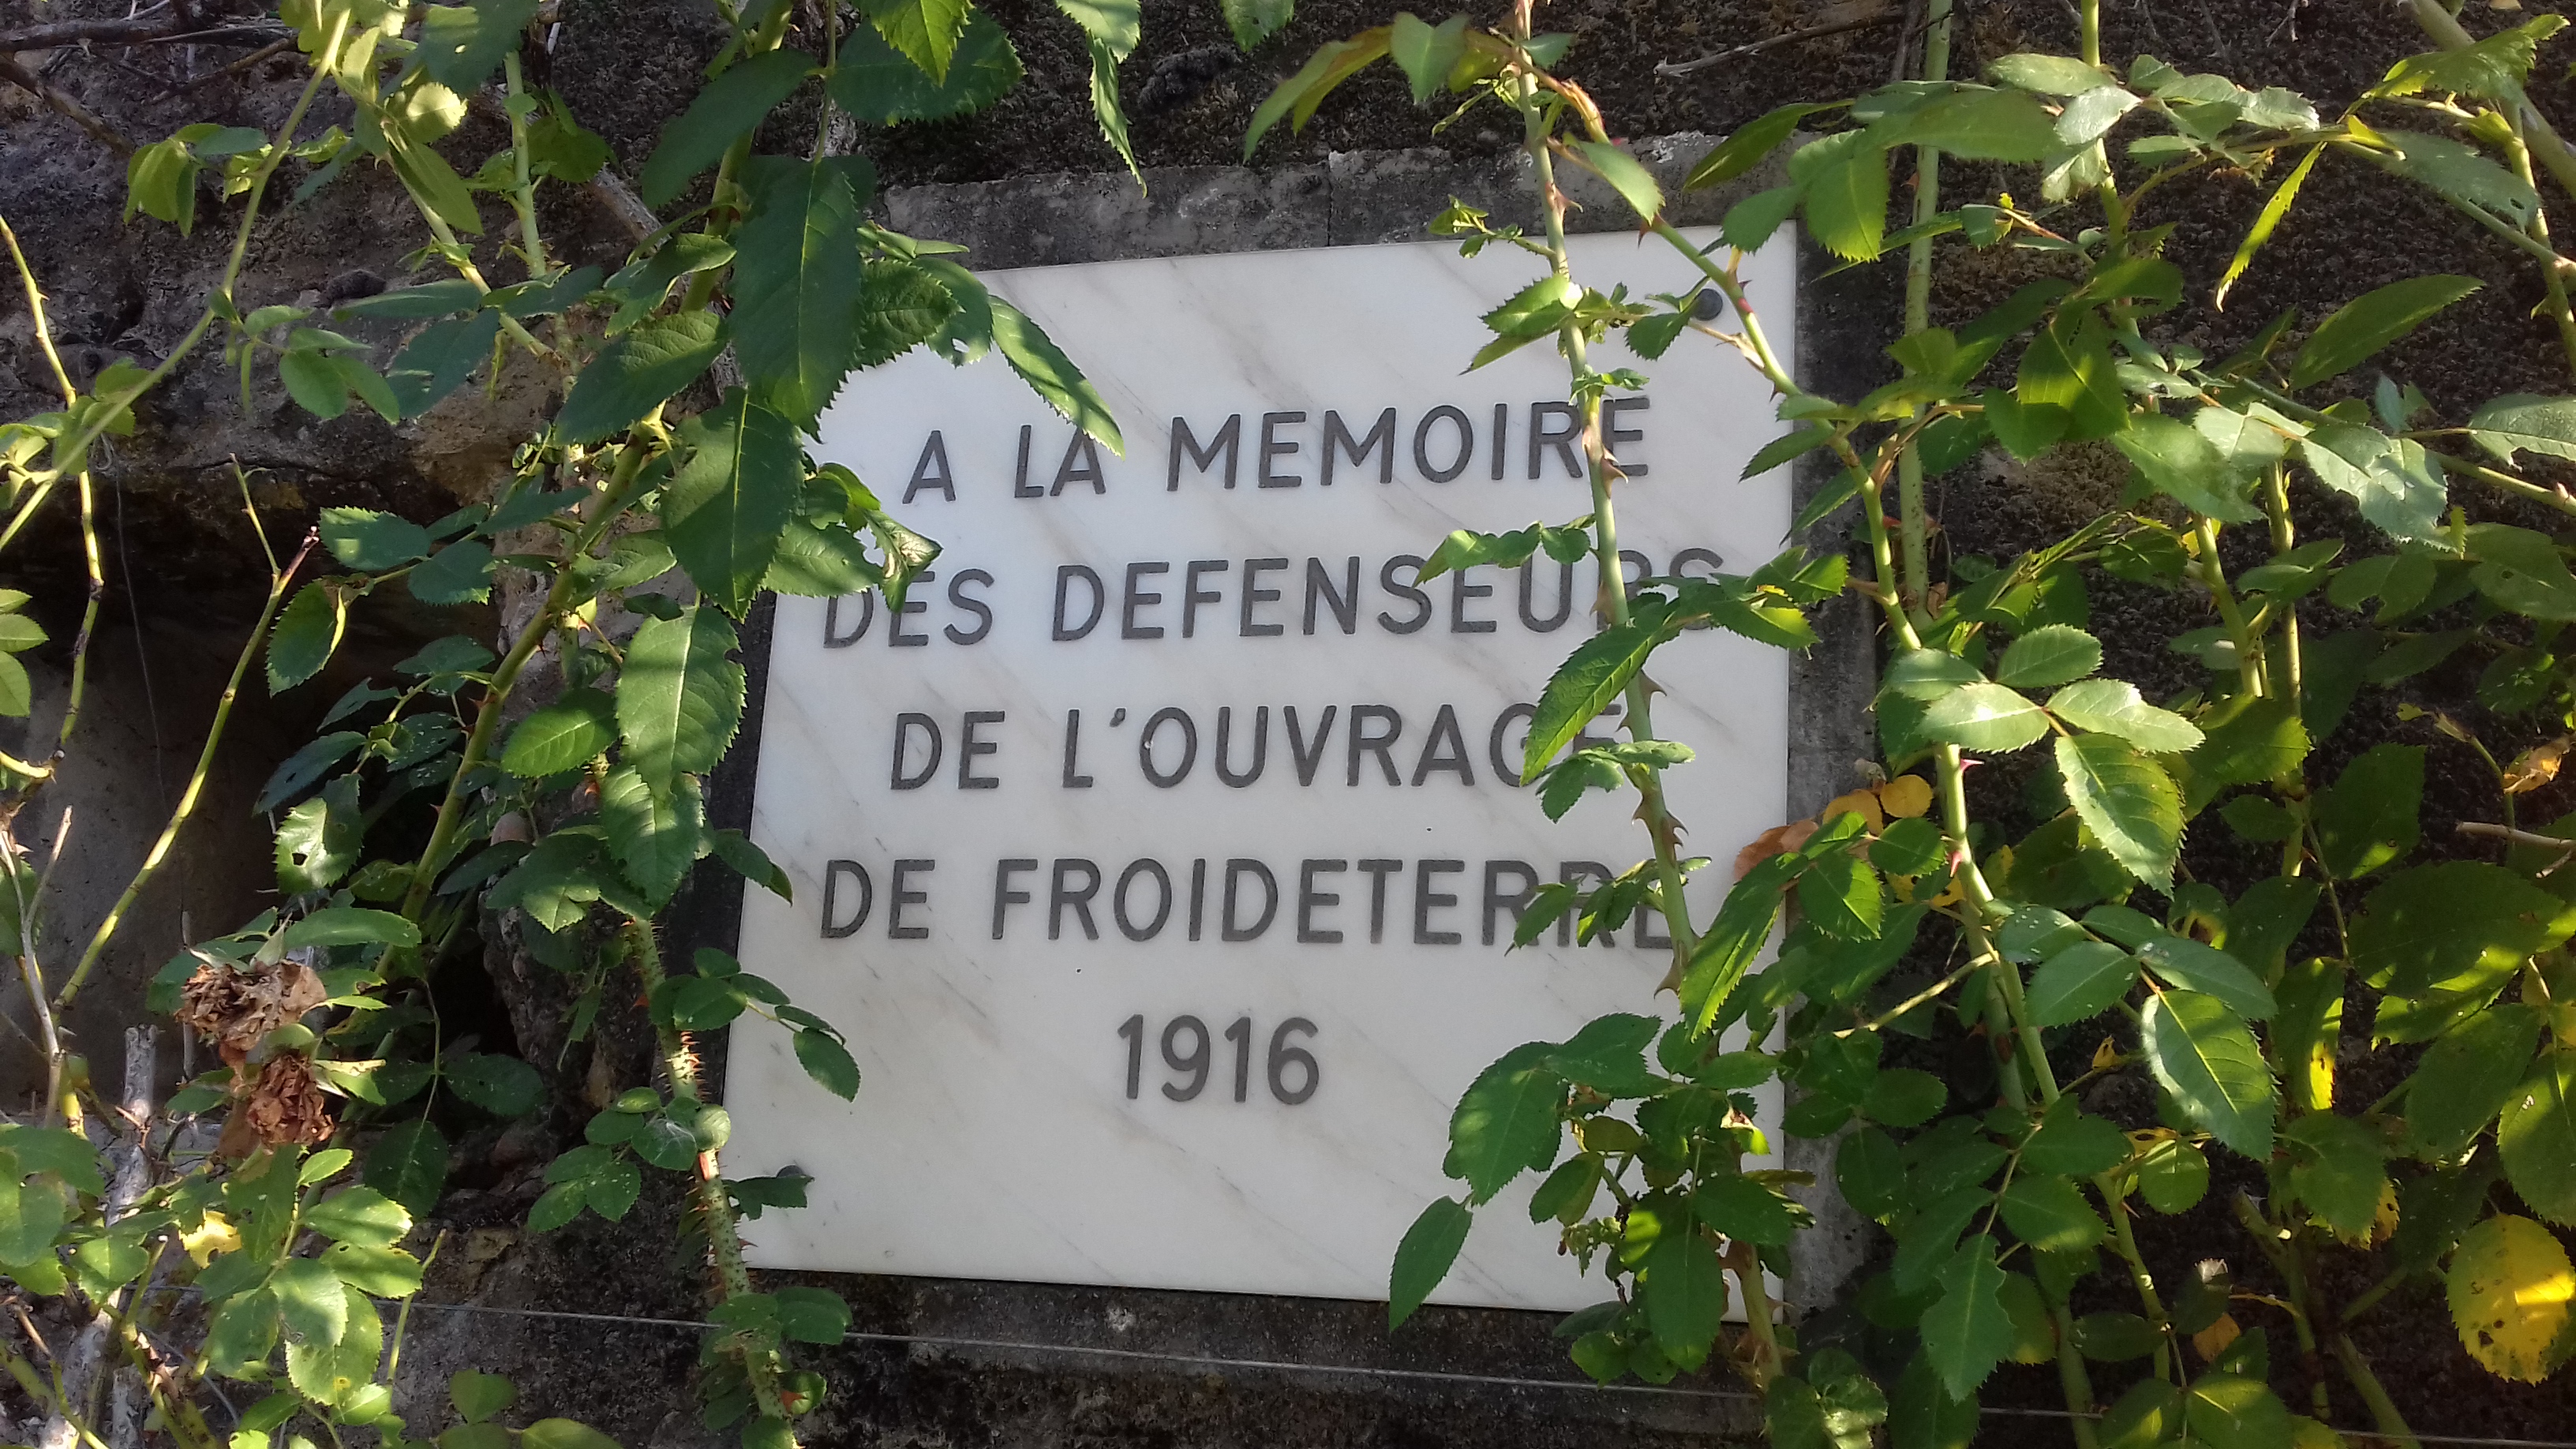 A LA MEMOIRE
DES DEFENSEURS
DE L'OUVRAGE
DE FROIDETERRE
1916